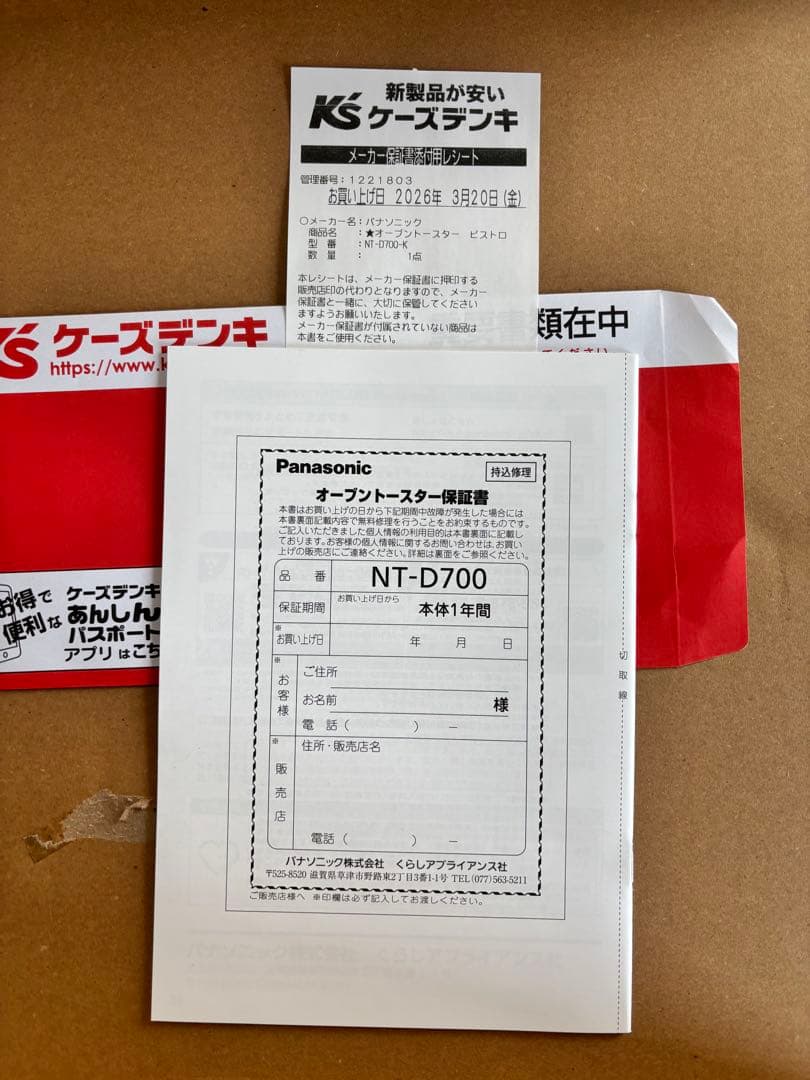 新製品が安い
K's ケーズデンキ
メーカー保証書添付用レシート
管理番号:1221803
お買い上げ日 2026年 3月20日(金)
○メーカー名:パナソニック
商品名 :★オーブントースター ビストロ
型 番 :NT-D700-K
数 量 : 1点
本レシートは、メーカー保証書に押印する
販売店印の代わりとなりますので、メーカー
保証書と一緒に、大切に保管してください
ますようお願いいたします。
メーカー保証書が付属されていない商品は
本書をご使用ください。
K's ケーズデンキ
https://www.k
類在中
てください
お得で
便利な
ケーズデンキ
あんしん
パスポート
アプリはこち
Panasonic
持込修理
オーブントースター保証書
本書はお買い上げの日から下記期間中故障が発生した場合には
本書裏面記載内容で無料修理を行うことをお約束するものです。
ご記入いただきました個人情報の利用目的は本書裏面に記載し
ております。お客様の個人情報に関するお問い合わせは、お買い
上げの販売店にご連絡ください。詳細は裏面をご参照ください。
品 番 NT-D700
保証期間 お買い上げ日から 本体1年間
※お買い上げ日 年 月 日
※お客様
ご住所
お名前 様
電 話 ( ) −
※販売店
住所・販売店名
電話 ( ) −
パナソニック株式会社 くらしアプライアンス社
〒525-8520 滋賀県草津市野路東2丁目3番1-1号 TEL(077)563-5211
ご販売店様へ ※印欄は必ず記入してお渡しください。
切取線